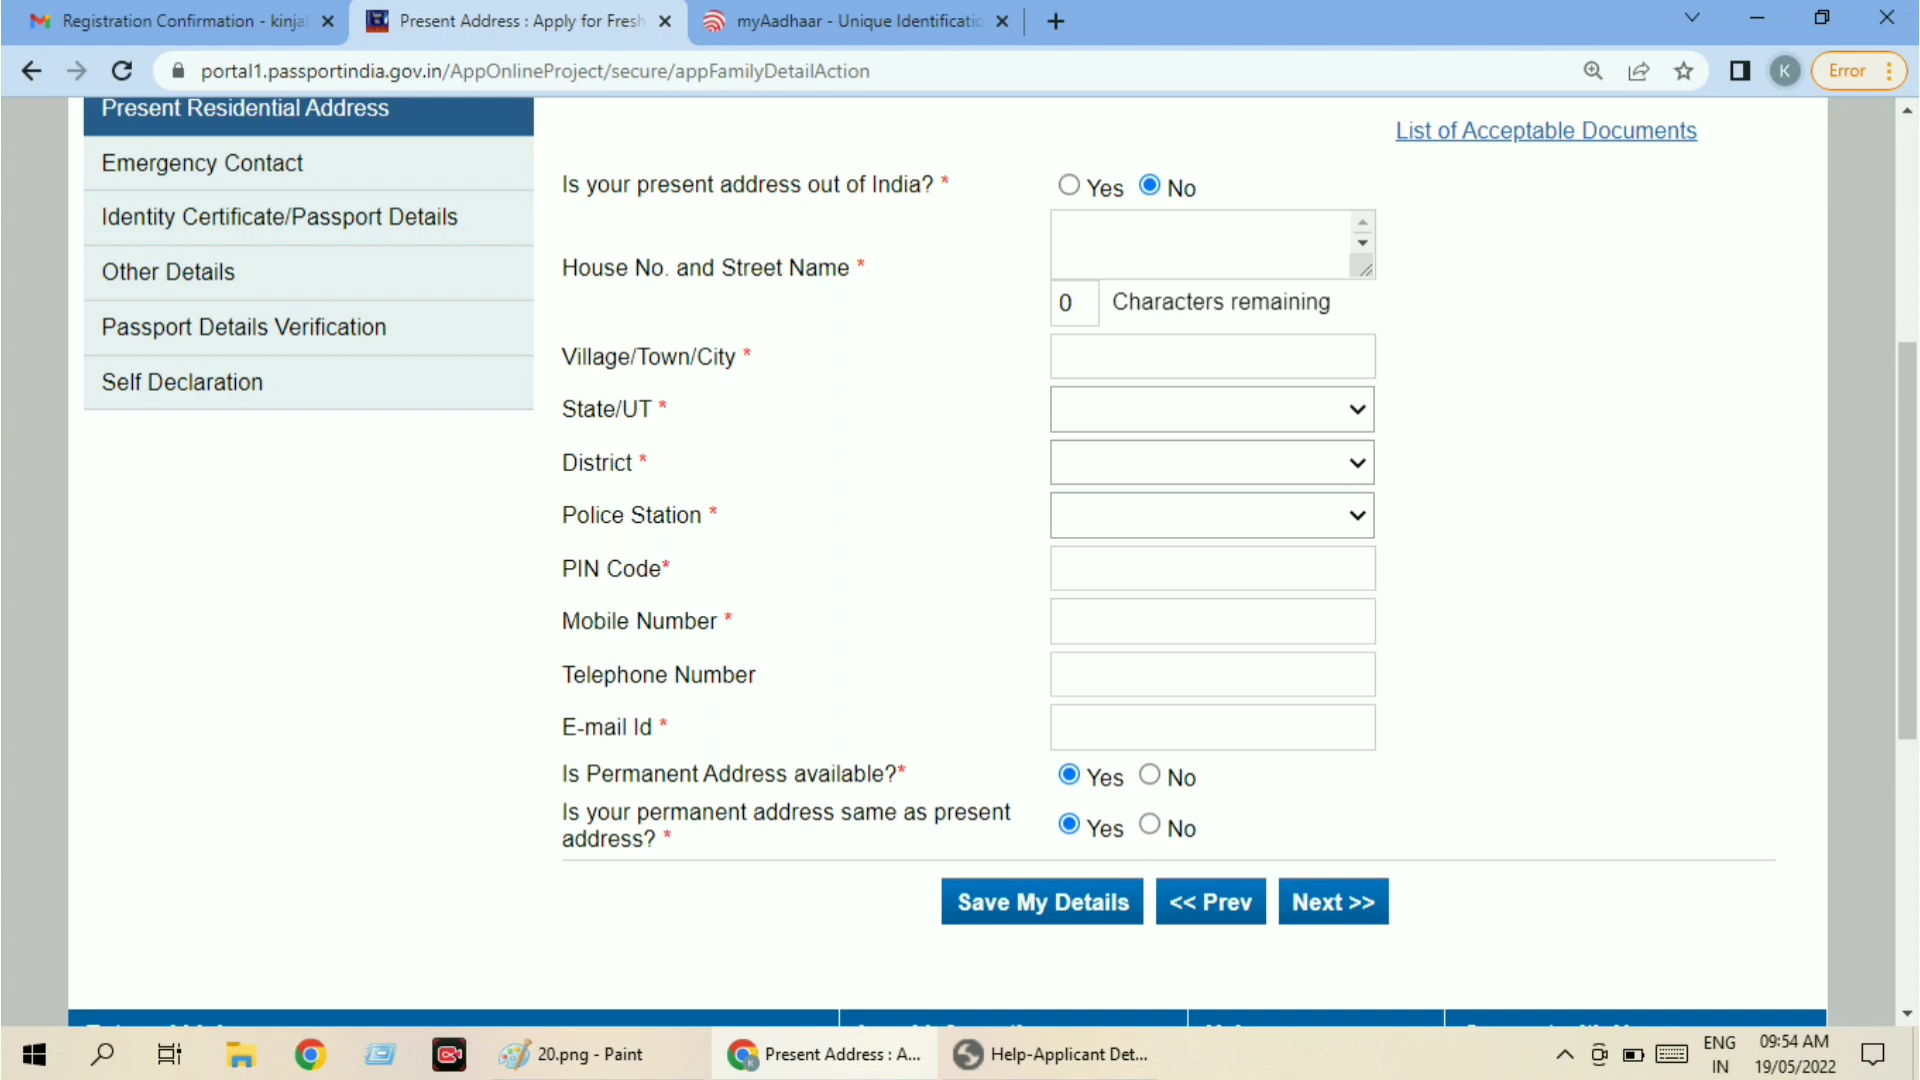 Registration Confirmation - kinja
Present Address : Apply for Fresh
myAadhaar - Unique Identificatio
portal1.passportindia.gov.in/AppOnlineProject/secure/appFamilyDetailAction
K
Error
Present Residential Address
Emergency Contact
Identity Certificate/Passport Details
Other Details
Passport Details Verification
Self Declaration
List of Acceptable Documents
Is your present address out of India? *
Yes No
House No. and Street Name *
0 Characters remaining
Village/Town/City *
State/UT *
District *
Police Station *
PIN Code*
Mobile Number *
Telephone Number
E-mail Id *
Is Permanent Address available?*
Yes No
Is your permanent address same as present
address? *
Yes No
Save My Details
<< Prev
Next >>
20.png - Paint
Present Address : A...
Help-Applicant Det...
ENG
IN
09:54 AM
19/05/2022